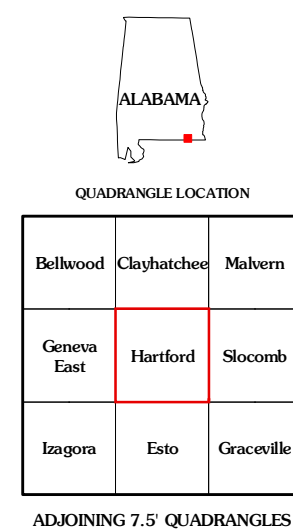 ALABAMA
QUADRANGLE LOCATION
Bellwood Clayhatchee Malvern
Geneva East Hartford Slocomb
Izagora Esto Graceville
ADJOINING 7.5' QUADRANGLES